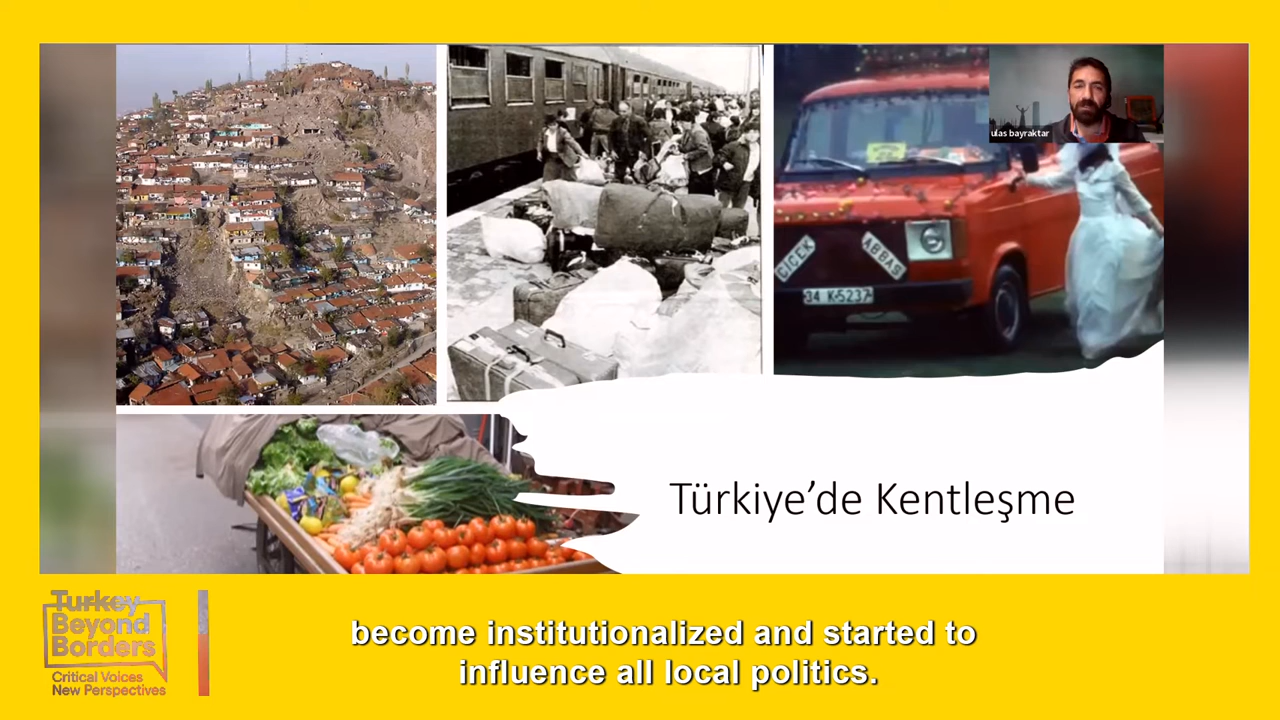 ulas bayraktar
ÇİÇEK
ABBAS
34 K·5237
Türkiye'de Kentleşme
Turkey
Beyond
Borders
Critical Voices
New Perspectives
become institutionalized and started to
influence all local politics.